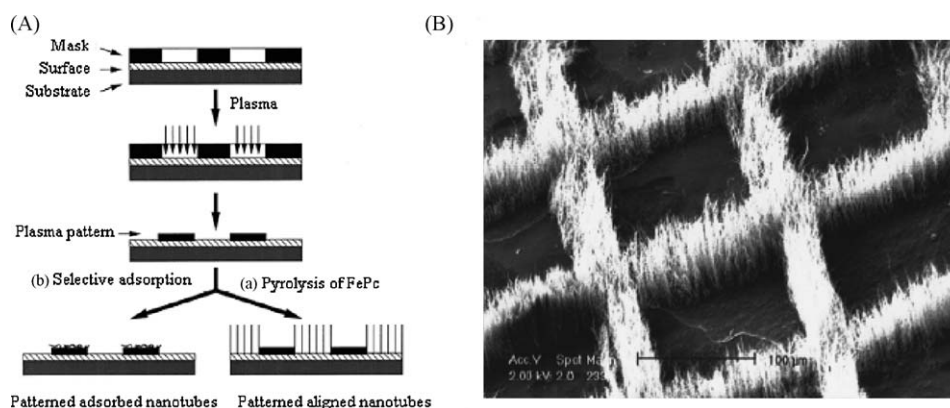 (A)
Mask
Surface
Substrate
Plasma
Plasma pattern
(b) Selective adsorption
(a) Pyrolysis of FePc
Patterned adsorbed nanotubes
Patterned aligned nanotubes
(B)
Acc.V Spot
2.00 kV 2.0 100 µm